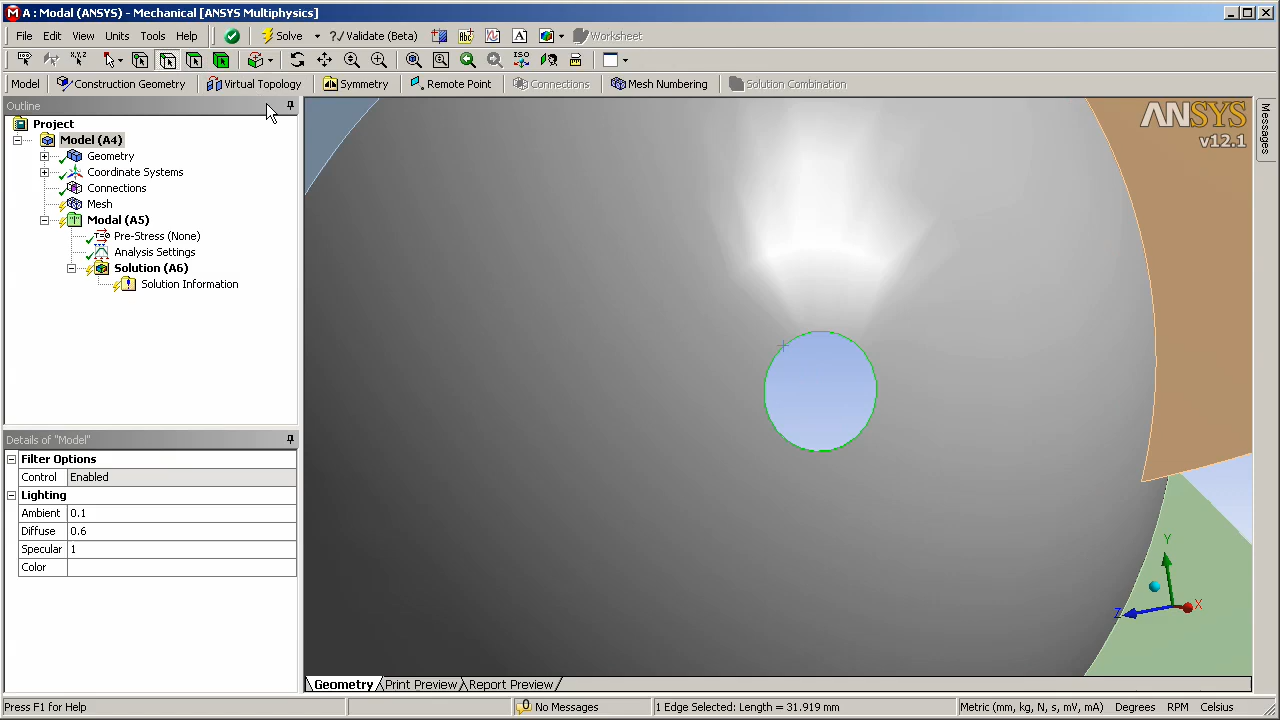 A : Modal (ANSYS) - Mechanical [ANSYS Multiphysics]
File Edit View Units Tools Help Solve ?/ Validate (Beta) A Worksheet
ISO
Model Construction Geometry Virtual Topology Symmetry Remote Point Connections Mesh Numbering Solution Combination
Outline
Project
Model (A4)
Geometry
Coordinate Systems
Connections
Mesh
Modal (A5)
Pre-Stress (None)
Analysis Settings
Solution (A6)
Solution Information
Details of "Model"
Filter Options
Control Enabled
Lighting
Ambient 0.1
Diffuse 0.6
Specular 1
Color
ANSYS
v12.1
Messages
Y
Z
X
Geometry Print Preview Report Preview
Press F1 for Help 0 No Messages 1 Edge Selected: Length = 31.919 mm Metric (mm, kg, N, s, mV, mA) Degrees RPM Celsius